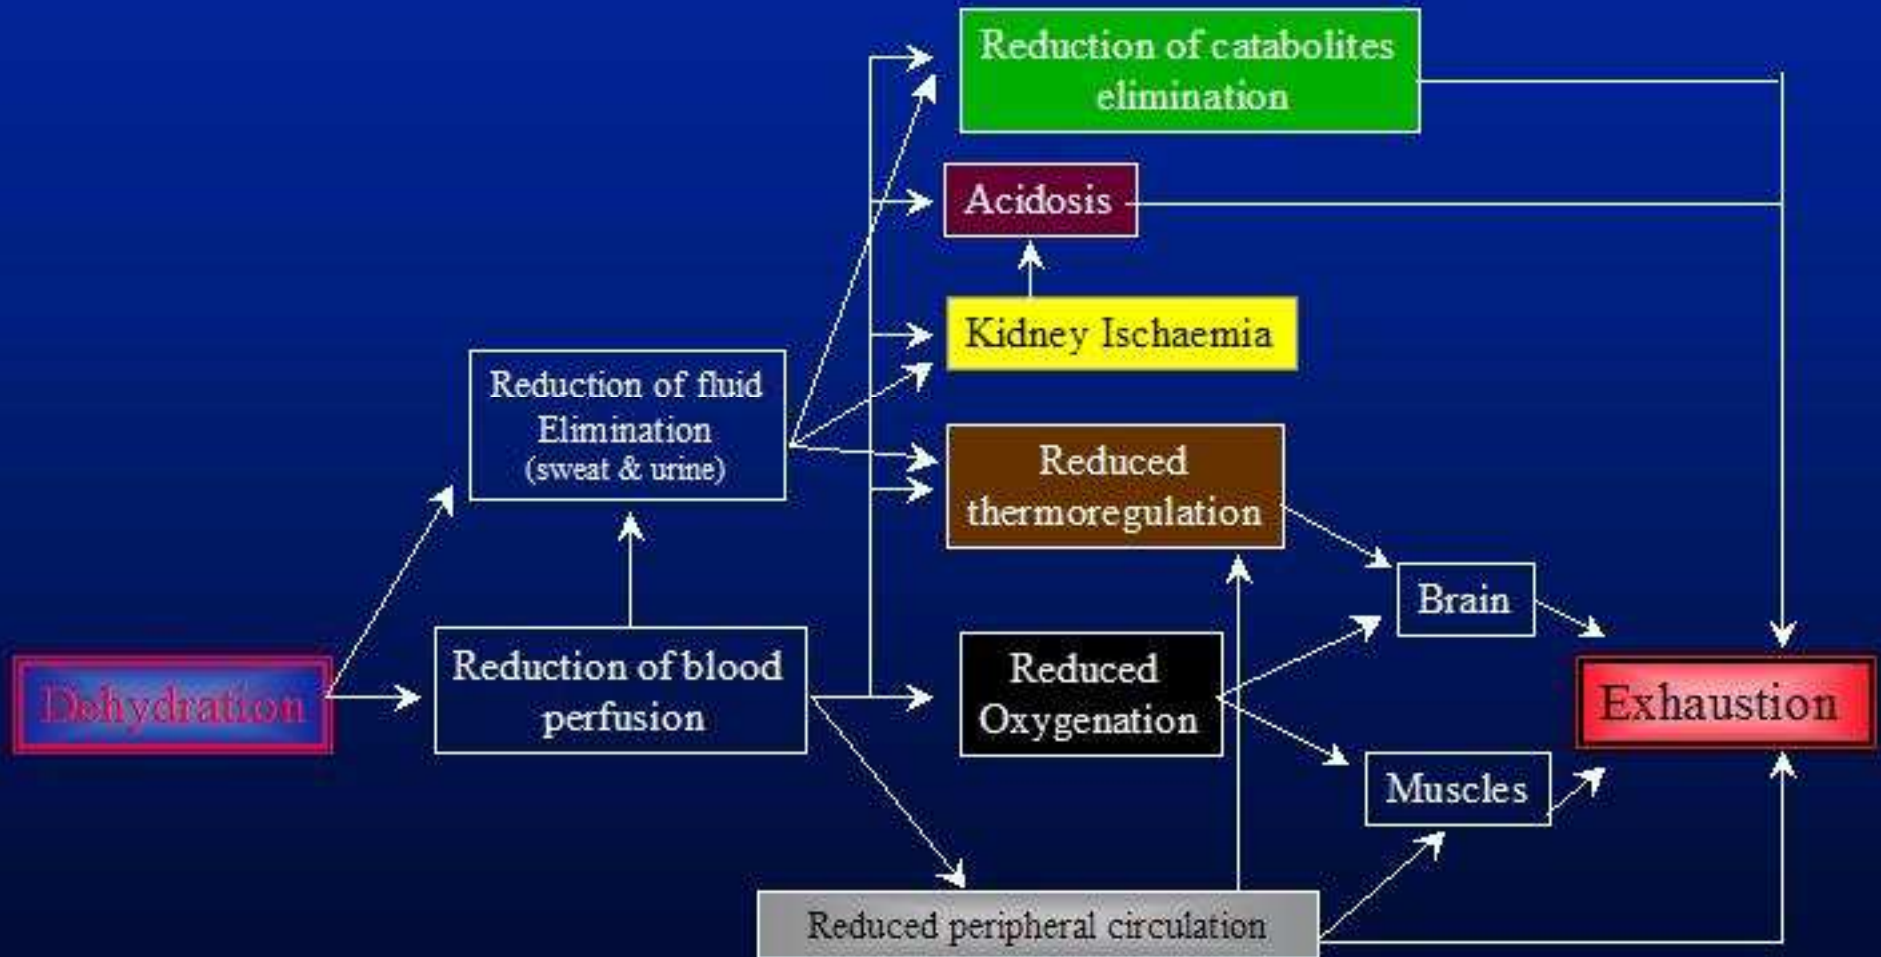 Reduction of catabolites
elimination
Acidosis
Kidney Ischaemia
Reduction of fluid
Elimination
(sweat & urine)
Reduced
thermoregulation
Brain
Dehydration
Reduction of blood
perfusion
Reduced
Oxygenation
Exhaustion
Muscles
Reduced peripheral circulation